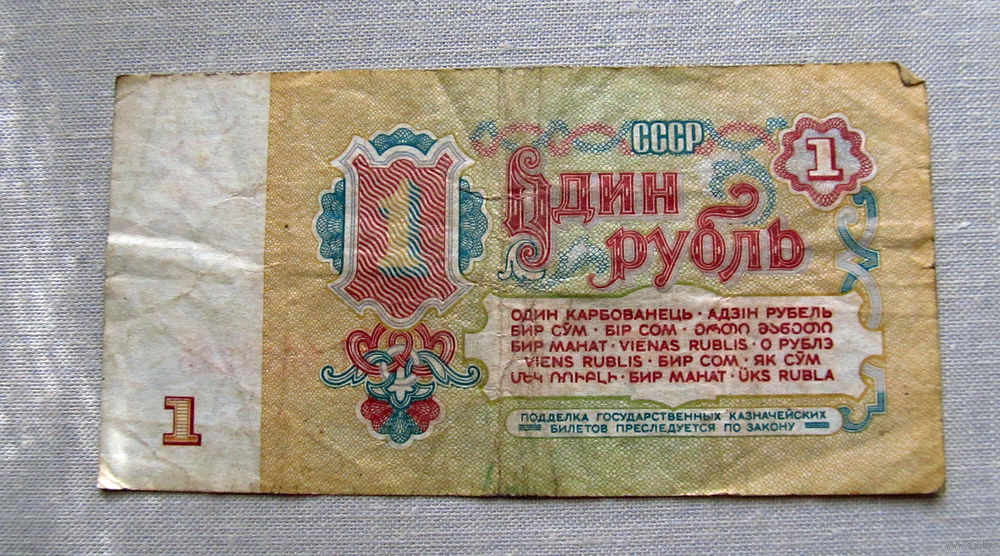 СССР
1
Один
рубль
1
ОДИН КАРБОВАНЕЦЬ · АДЗІН РУБЕЛЬ
БИР СЎМ · БІР СОМ · ᲔᲠᲗᲘ ᲛᲐᲜᲔᲗᲘ
БИР МАНАТ · VIENAS RUBLIS · О РУБЛЭ
VIENS RUBLIS · БИР СОМ · ЯК СЎМ
ՄԵԿ ՌՈՒԲԼԻ · БИР МАНАТ · ÜKS RUBLA
1
ПОДДЕЛКА ГОСУДАРСТВЕННЫХ КАЗНАЧЕЙСКИХ
БИЛЕТОВ ПРЕСЛЕДУЕТСЯ ПО ЗАКОНУ